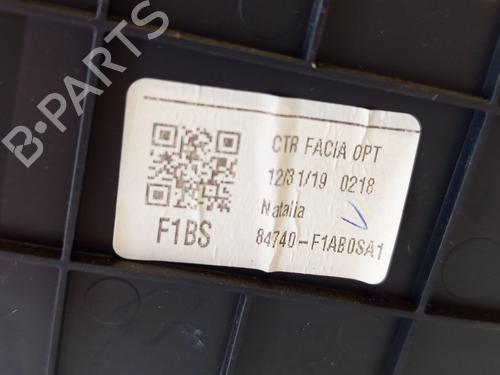 B-PARTS
CTR FACIA OPT
12/31/19 0218
Natalia
F1BS
84740-F1AB0SA1